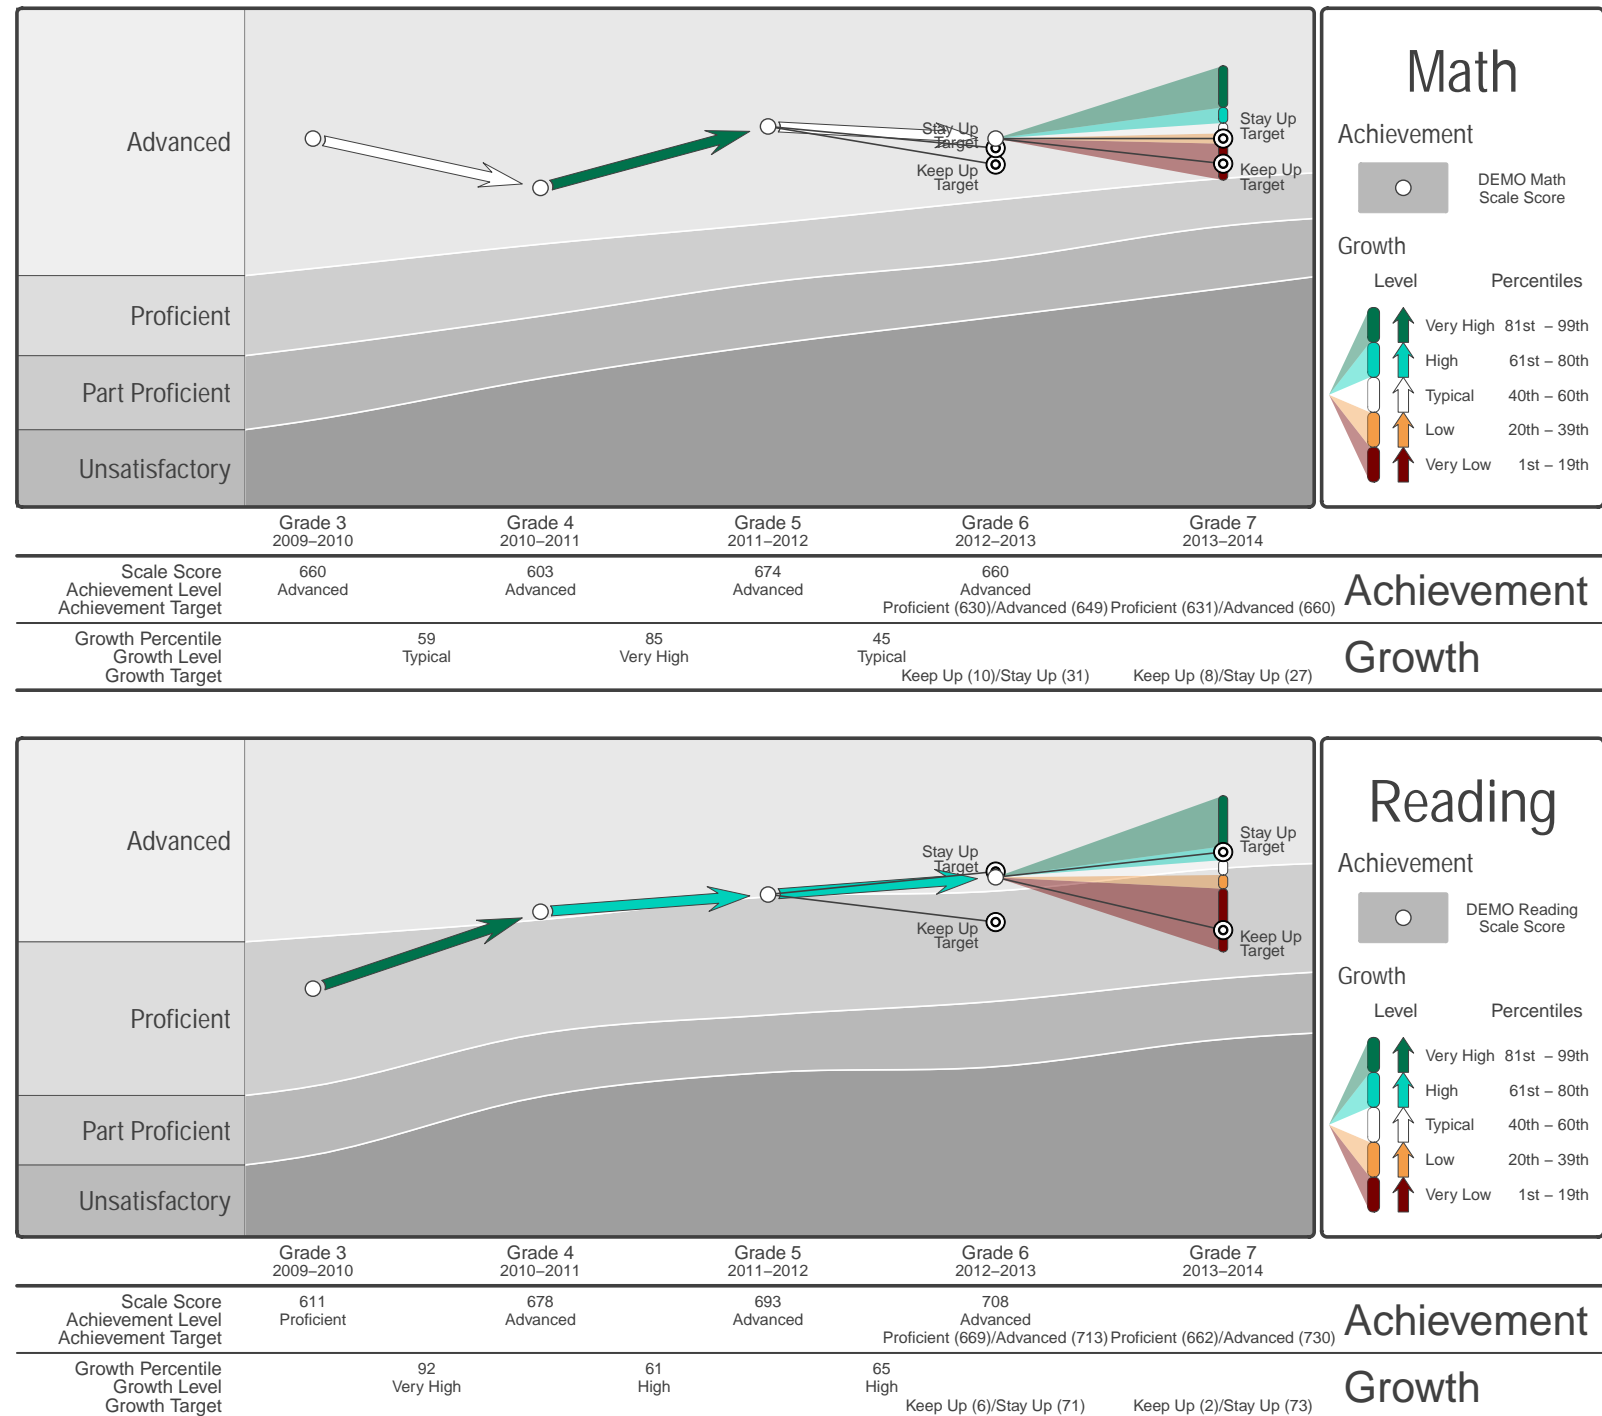 Math
Advanced
Proficient
Part Proficient
Unsatisfactory
Stay Up
Target
Keep Up
Target
Stay Up
Target
Keep Up
Target
Achievement
DEMO Math
Scale Score
Growth
Level Percentiles
Very High 81st – 99th
High 61st – 80th
Typical 40th – 60th
Low 20th – 39th
Very Low 1st – 19th
Grade 3 Grade 4 Grade 5 Grade 6 Grade 7
2009–2010 2010–2011 2011–2012 2012–2013 2013–2014
Scale Score 660 603 674 660
Achievement Level Advanced Advanced Advanced Advanced
Achievement Target Proficient (630)/Advanced (649) Proficient (631)/Advanced (660)
Achievement
Growth Percentile 59 85 45
Growth Level Typical Very High Typical
Growth Target Keep Up (10)/Stay Up (31) Keep Up (8)/Stay Up (27)
Growth
Reading
Advanced
Proficient
Part Proficient
Unsatisfactory
Stay Up
Target
Keep Up
Target
Stay Up
Target
Keep Up
Target
Achievement
DEMO Reading
Scale Score
Growth
Level Percentiles
Very High 81st – 99th
High 61st – 80th
Typical 40th – 60th
Low 20th – 39th
Very Low 1st – 19th
Grade 3 Grade 4 Grade 5 Grade 6 Grade 7
2009–2010 2010–2011 2011–2012 2012–2013 2013–2014
Scale Score 611 678 693 708
Achievement Level Proficient Advanced Advanced Advanced
Achievement Target Proficient (669)/Advanced (713) Proficient (662)/Advanced (730)
Achievement
Growth Percentile 92 61 65
Growth Level Very High High High
Growth Target Keep Up (6)/Stay Up (71) Keep Up (2)/Stay Up (73)
Growth